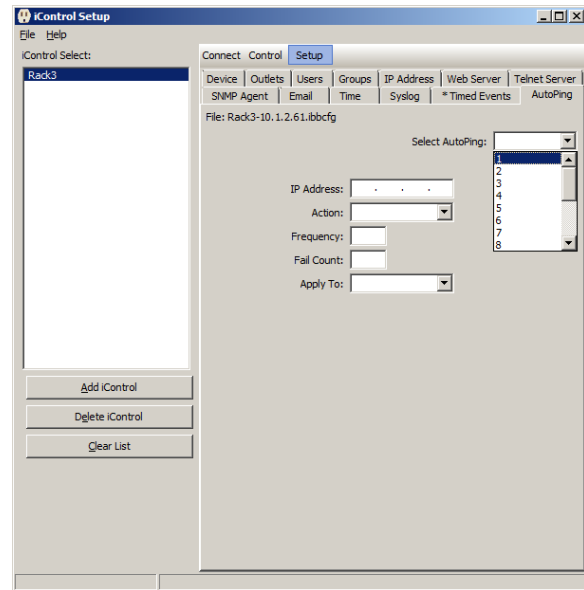 iControl Setup
File Help
iControl Select:
Rack3
Add iControl
Delete iControl
Clear List
Connect Control Setup
Device Outlets Users Groups IP Address Web Server Telnet Server
SNMP Agent Email Time Syslog * Timed Events AutoPing
File: Rack3-10.1.2.61.ibbcfg
Select AutoPing:
1
2
3
4
5
6
7
8
IP Address: . . .
Action:
Frequency:
Fail Count:
Apply To: